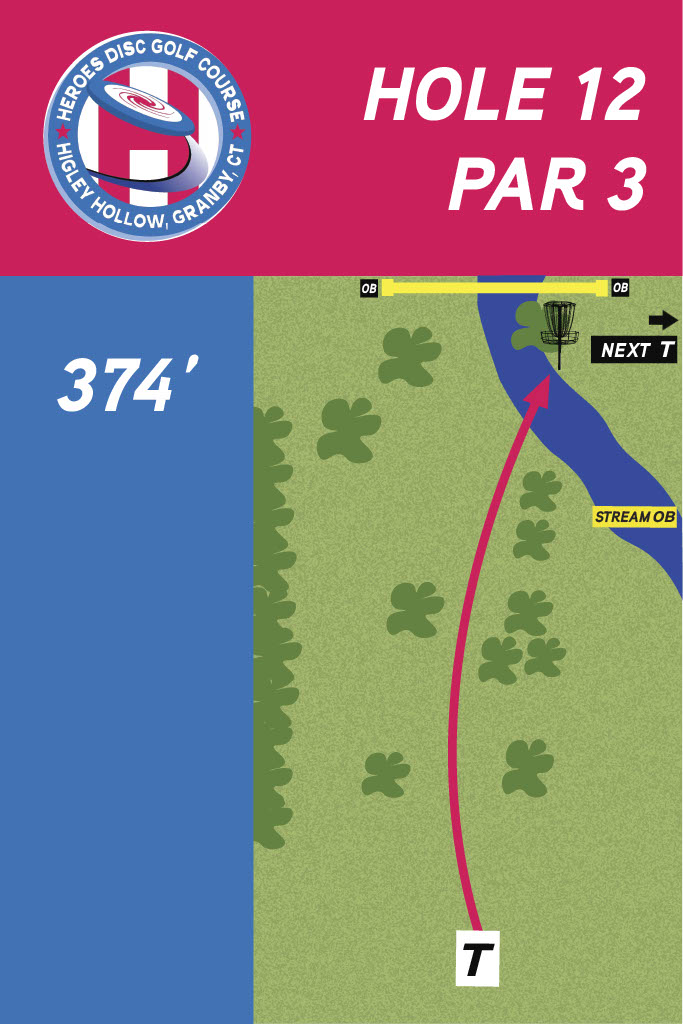 HEROES DISC GOLF COURSE
HIGLEY HOLLOW, GRANBY, CT
HOLE 12
PAR 3
374'
OB
OB
NEXT T
STREAM OB
T